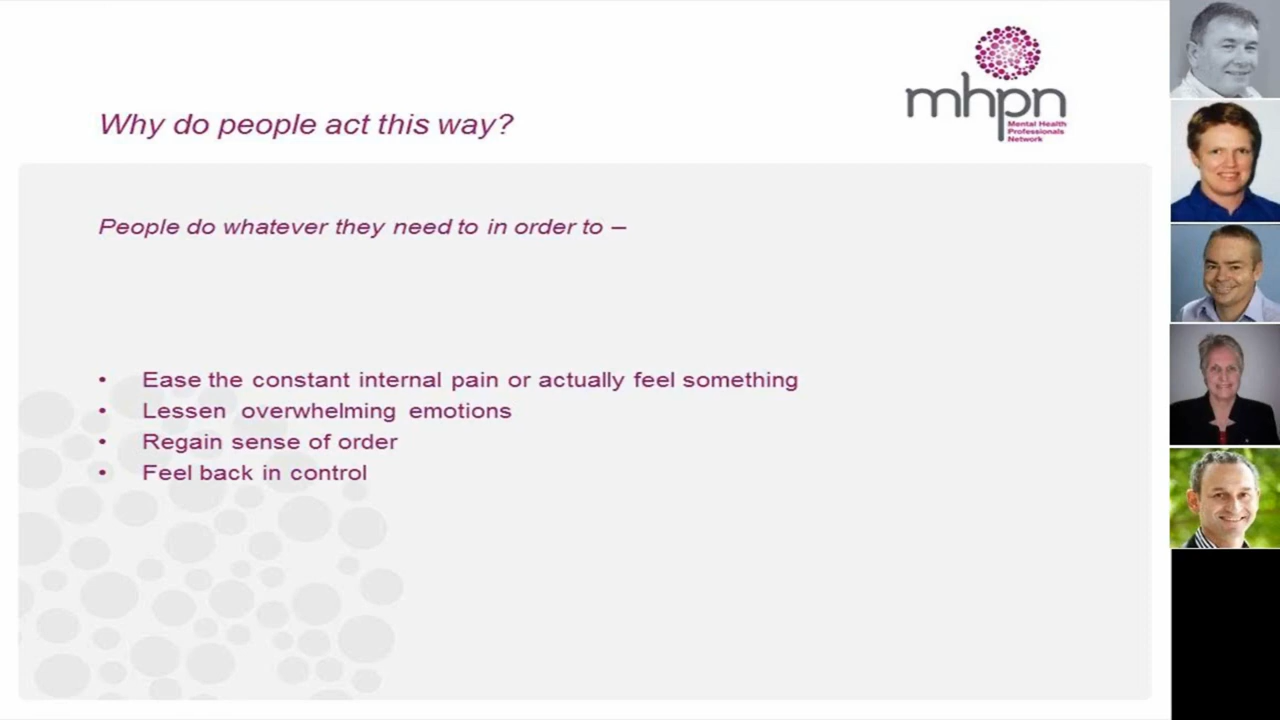 mhpn
Mental Health
Professionals
Network
Why do people act this way?
People do whatever they need to in order to –
• Ease the constant internal pain or actually feel something
• Lessen overwhelming emotions
• Regain sense of order
• Feel back in control